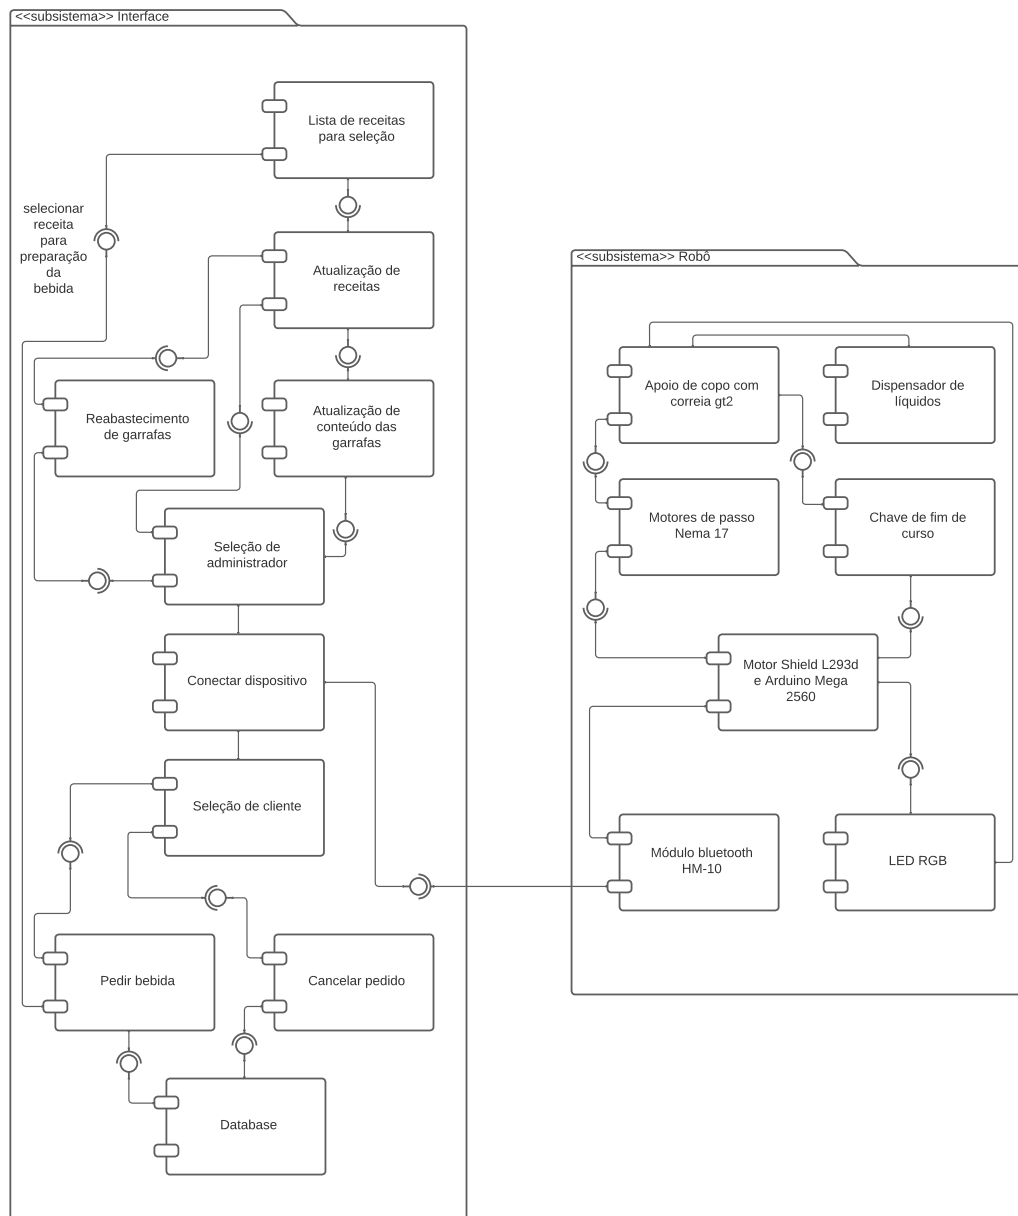 <<subsistema>> Interface
Lista de receitas
para seleção
selecionar
receita
para
preparação
da
bebida
Atualização de
receitas
Reabastecimento
de garrafas
Atualização de
conteúdo das
garrafas
Seleção de
administrador
Conectar dispositivo
Seleção de cliente
Pedir bebida
Cancelar pedido
Database
<<subsistema>> Robô
Apoio de copo com
correia gt2
Dispensador de
líquidos
Motores de passo
Nema 17
Chave de fim de
curso
Motor Shield L293d
e Arduino Mega
2560
Módulo bluetooth
HM-10
LED RGB